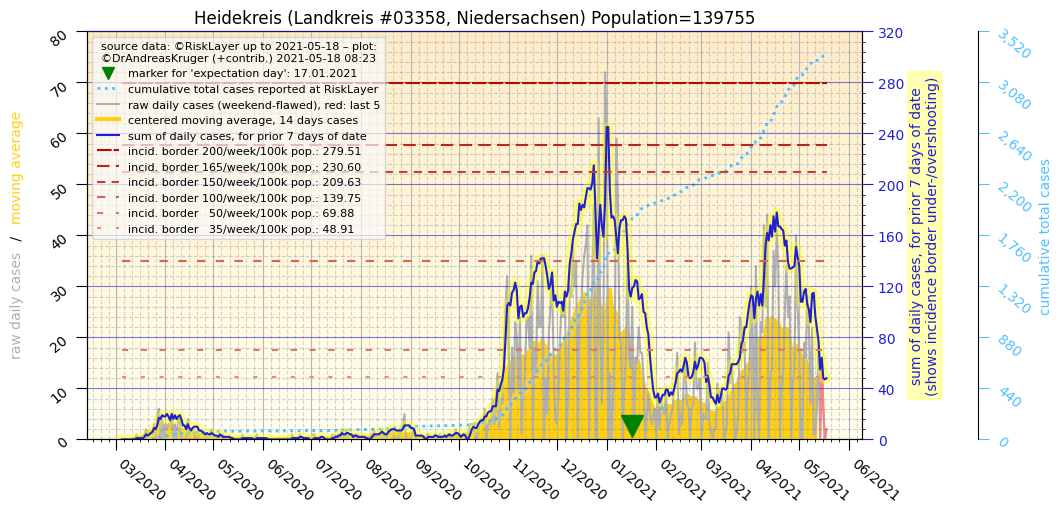 Heidekreis (Landkreis #03358, Niedersachsen) Population=139755
source data: ©RiskLayer up to 2021-05-18 – plot:
©DrAndreasKruger (+contrib.) 2021-05-18 08:23
marker for 'expectation day': 17.01.2021
cumulative total cases reported at RiskLayer
raw daily cases (weekend-flawed), red: last 5
centered moving average, 14 days cases
sum of daily cases, for prior 7 days of date
incid. border 200/week/100k pop.: 279.51
incid. border 165/week/100k pop.: 230.60
incid. border 150/week/100k pop.: 209.63
incid. border 100/week/100k pop.: 139.75
incid. border 50/week/100k pop.: 69.88
incid. border 35/week/100k pop.: 48.91
raw daily cases / moving average
80
70
60
50
40
30
20
10
0
03/2020
04/2020
05/2020
06/2020
07/2020
08/2020
09/2020
10/2020
11/2020
12/2020
01/2021
02/2021
03/2021
04/2021
05/2021
06/2021
320
280
240
200
160
120
80
40
0
sum of daily cases, for prior 7 days of date
(shows incidence border under-/overshooting)
3,520
3,080
2,640
2,200
1,760
1,320
880
440
0
cumulative total cases